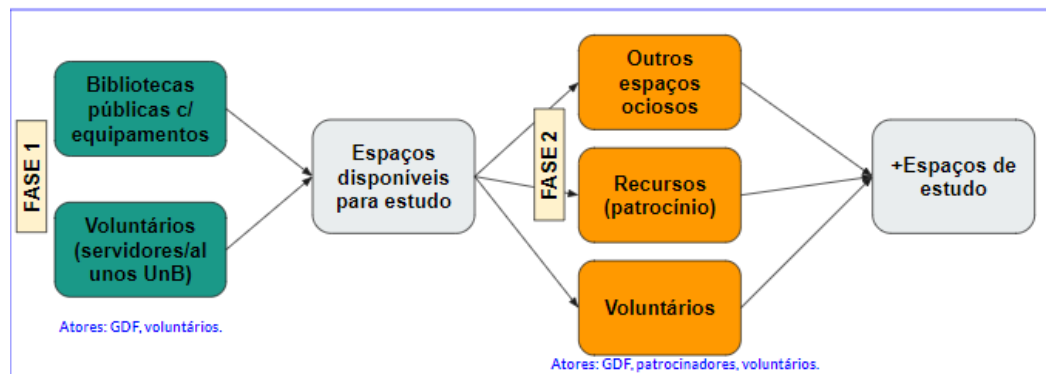 FASE 1
Bibliotecas
públicas c/
equipamentos
Voluntários
(servidores/al
unos UnB)
Atores: GDF, voluntários.
Espaços
disponíveis
para estudo
FASE 2
Outros
espaços
ociosos
Recursos
(patrocínio)
Voluntários
Atores: GDF, patrocinadores, voluntários.
+Espaços de
estudo